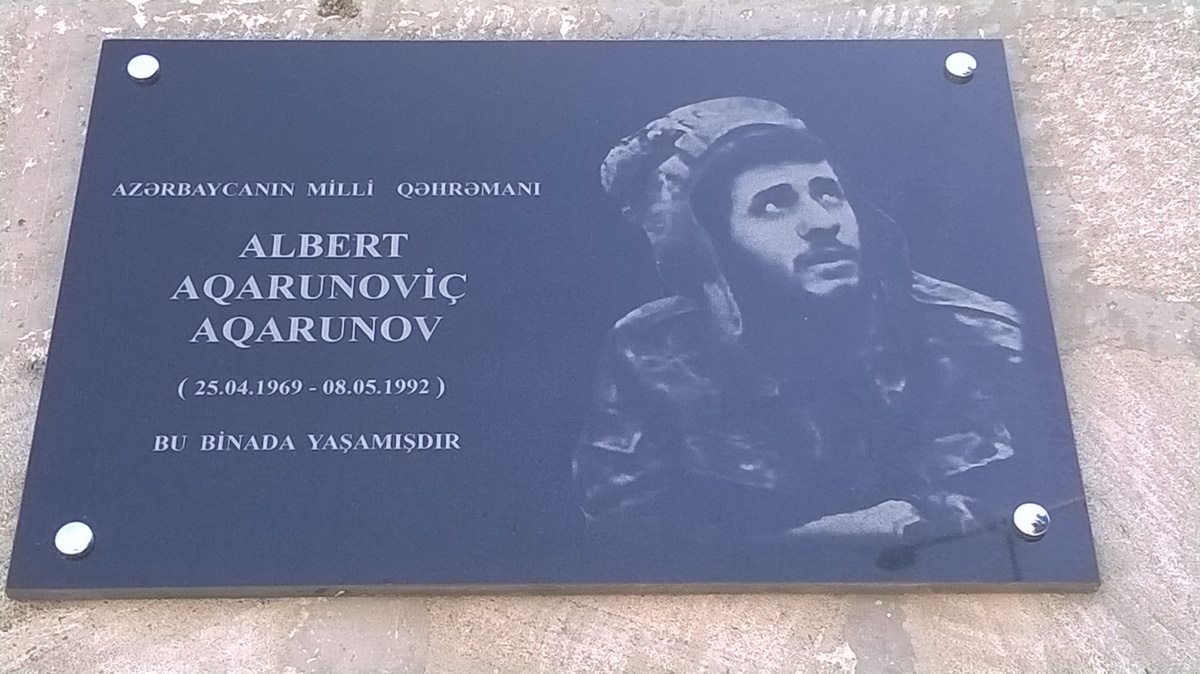 AZƏRBAYCANIN MİLLİ QƏHRƏMANI
ALBERT
AQARUNOVİÇ
AQARUNOV
( 25.04.1969 - 08.05.1992 )
BU BİNADA YAŞAMIŞDIR